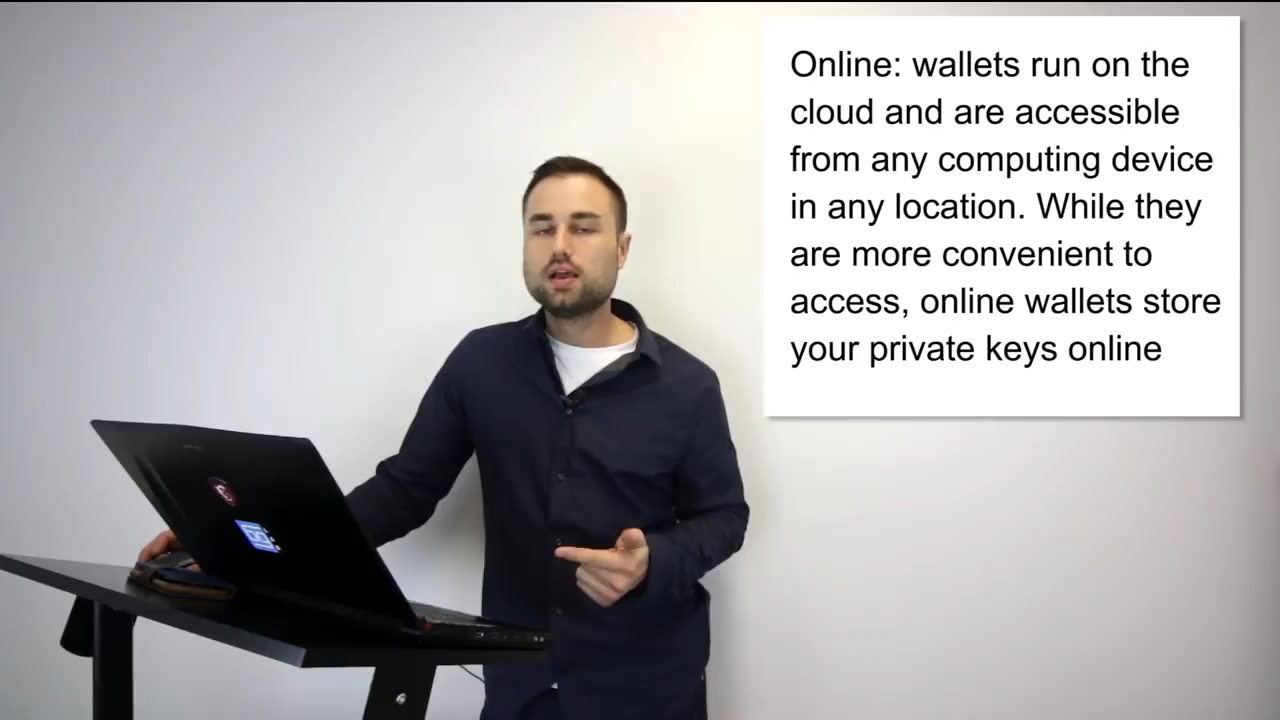 Online: wallets run on the
cloud and are accessible
from any computing device
in any location. While they
are more convenient to
access, online wallets store
your private keys online